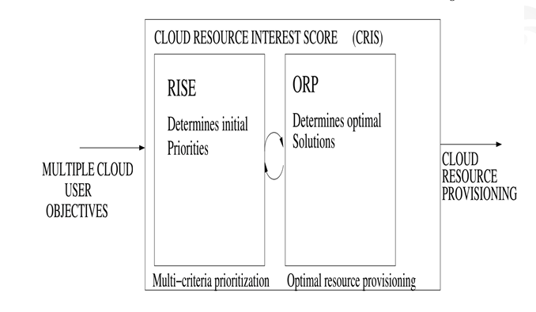 CLOUD RESOURCE INTEREST SCORE (CRIS)
RISE
Determines initial
Priorities
ORP
Determines optimal
Solutions
MULTIPLE CLOUD
USER
OBJECTIVES
CLOUD
RESOURCE
PROVISIONING
Multi-criteria prioritization
Optimal resource provisioning